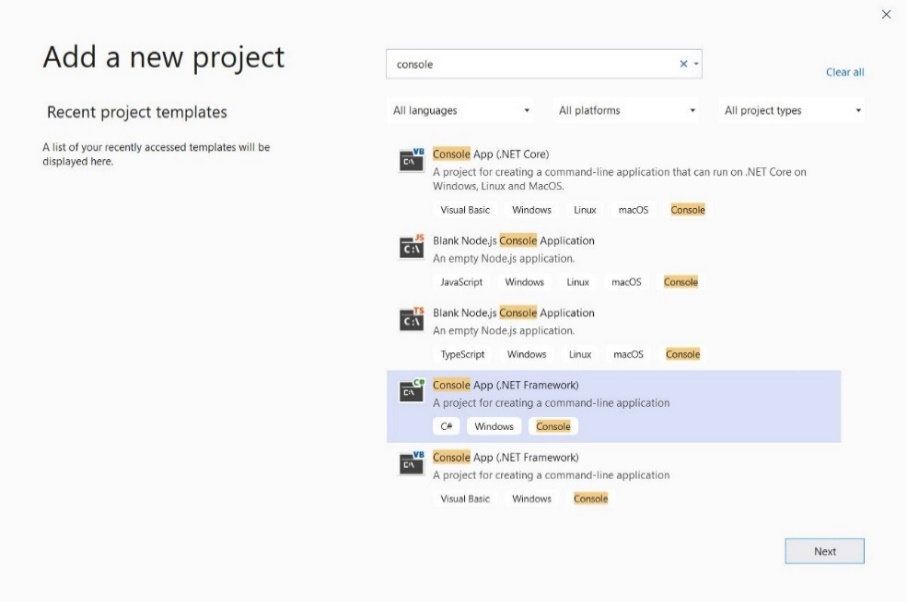 Add a new project
Recent project templates
A list of your recently accessed templates will be
displayed here.
console
Clear all
All languages
All platforms
All project types
VB
C:\
Console App (.NET Core)
A project for creating a command-line application that can run on .NET Core on
Windows, Linux and MacOS.
Visual Basic Windows Linux macOS Console
JS
C:\
Blank Node.js Console Application
An empty Node.js application.
JavaScript Windows Linux macOS Console
TS
C:\
Blank Node.js Console Application
An empty Node.js application.
TypeScript Windows Linux macOS Console
C#
C:\
Console App (.NET Framework)
A project for creating a command-line application
C# Windows Console
VB
C:\
Console App (.NET Framework)
A project for creating a command-line application
Visual Basic Windows Console
Next